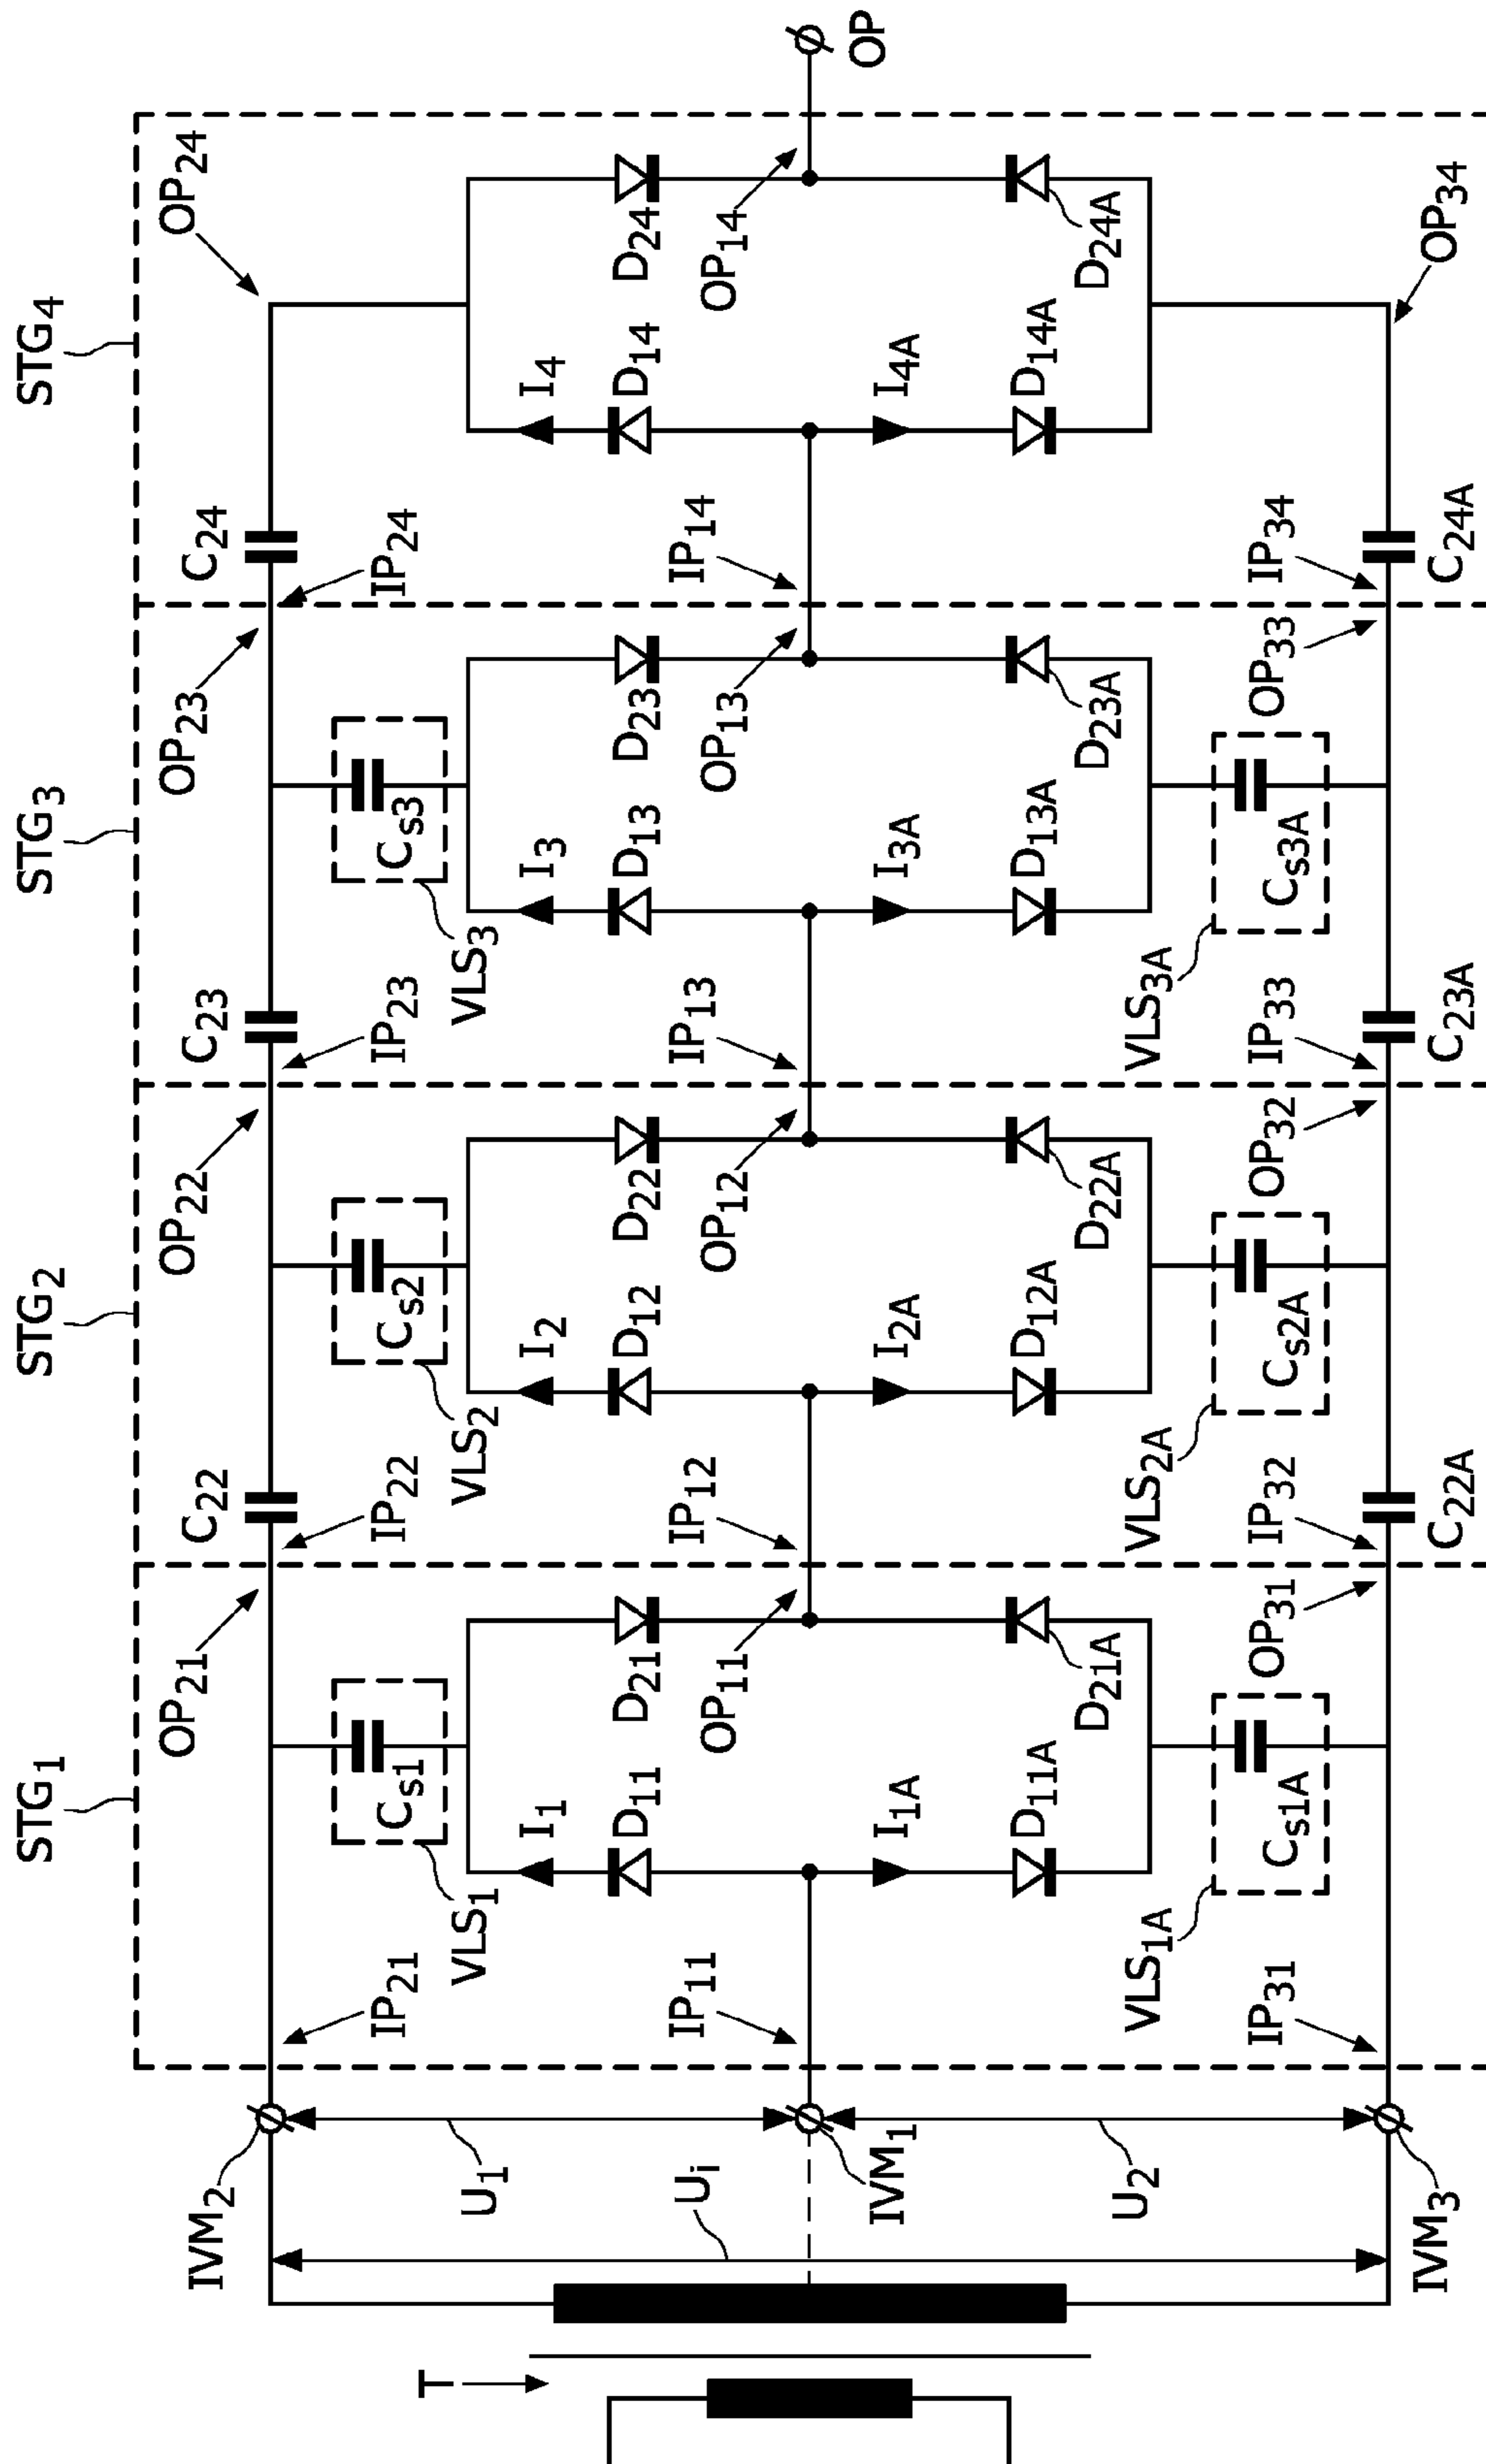 STG1 STG2 STG3 STG4
OP21 OP22 OP23 OP24
C22 C23 C24
IVM2 IP21 IP22 IP23 IP24
Cs1 Cs2 Cs3
VLS1 VLS2 VLS3
T
U1
I1 I2 I3 I4
D11 D21 D12 D22 D13 D23 D14 D24
Ui
IP11 OP11 IP12 OP12 IP13 OP13 IP14 OP14
OP
IVM1
I1A I2A I3A I4A
D11A D21A D12A D22A D13A D23A D14A D24A
U2
VLS1A VLS2A VLS3A
Cs1A Cs2A Cs3A
IP31 OP31 IP32 OP32 IP33 OP33 IP34 OP34
IVM3 C22A C23A C24A